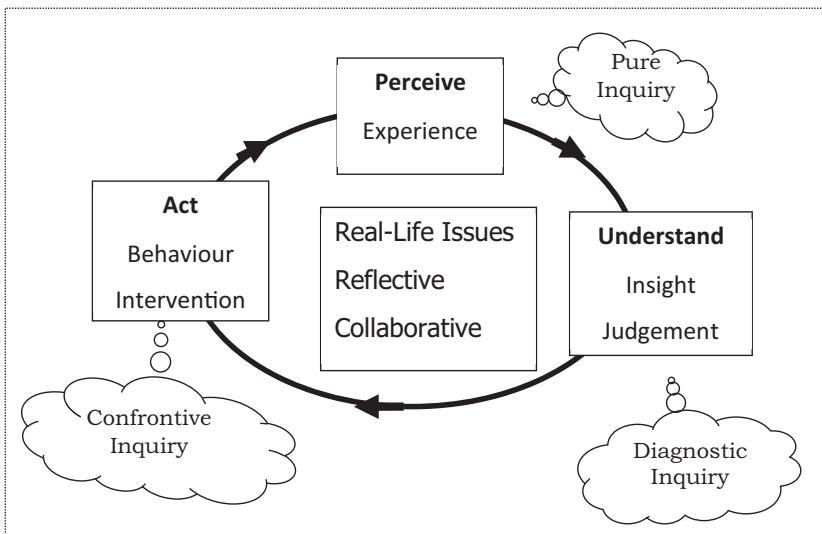 Perceive
Experience
Pure
Inquiry
Act
Behaviour
Intervention
Real-Life Issues
Reflective
Collaborative
Understand
Insight
Judgement
Confrontive
Inquiry
Diagnostic
Inquiry